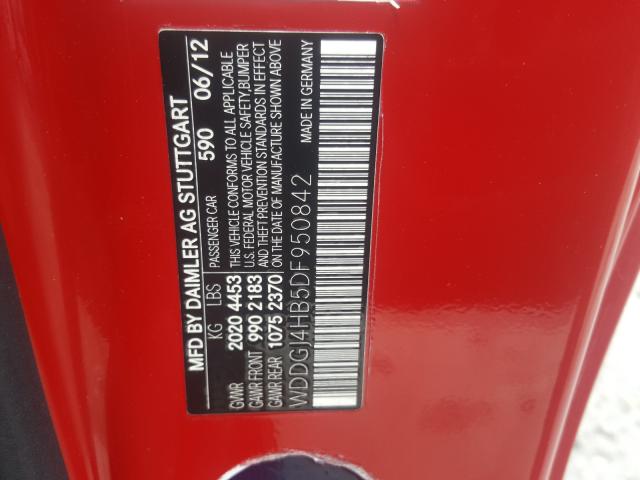 MFD BY DAIMLER AG STUTTGART
PASSENGER CAR 590 06/12
KG LBS
GVWR 2020 4453
GAWR FRONT 990 2183
GAWR REAR 1075 2370
THIS VEHICLE CONFORMS TO ALL APPLICABLE
U.S. FEDERAL MOTOR VEHICLE SAFETY,BUMPER
AND THEFT PREVENTION STANDARDS IN EFFECT
ON THE DATE OF MANUFACTURE SHOWN ABOVE
WDDGJ4HB5DF950842
MADE IN GERMANY